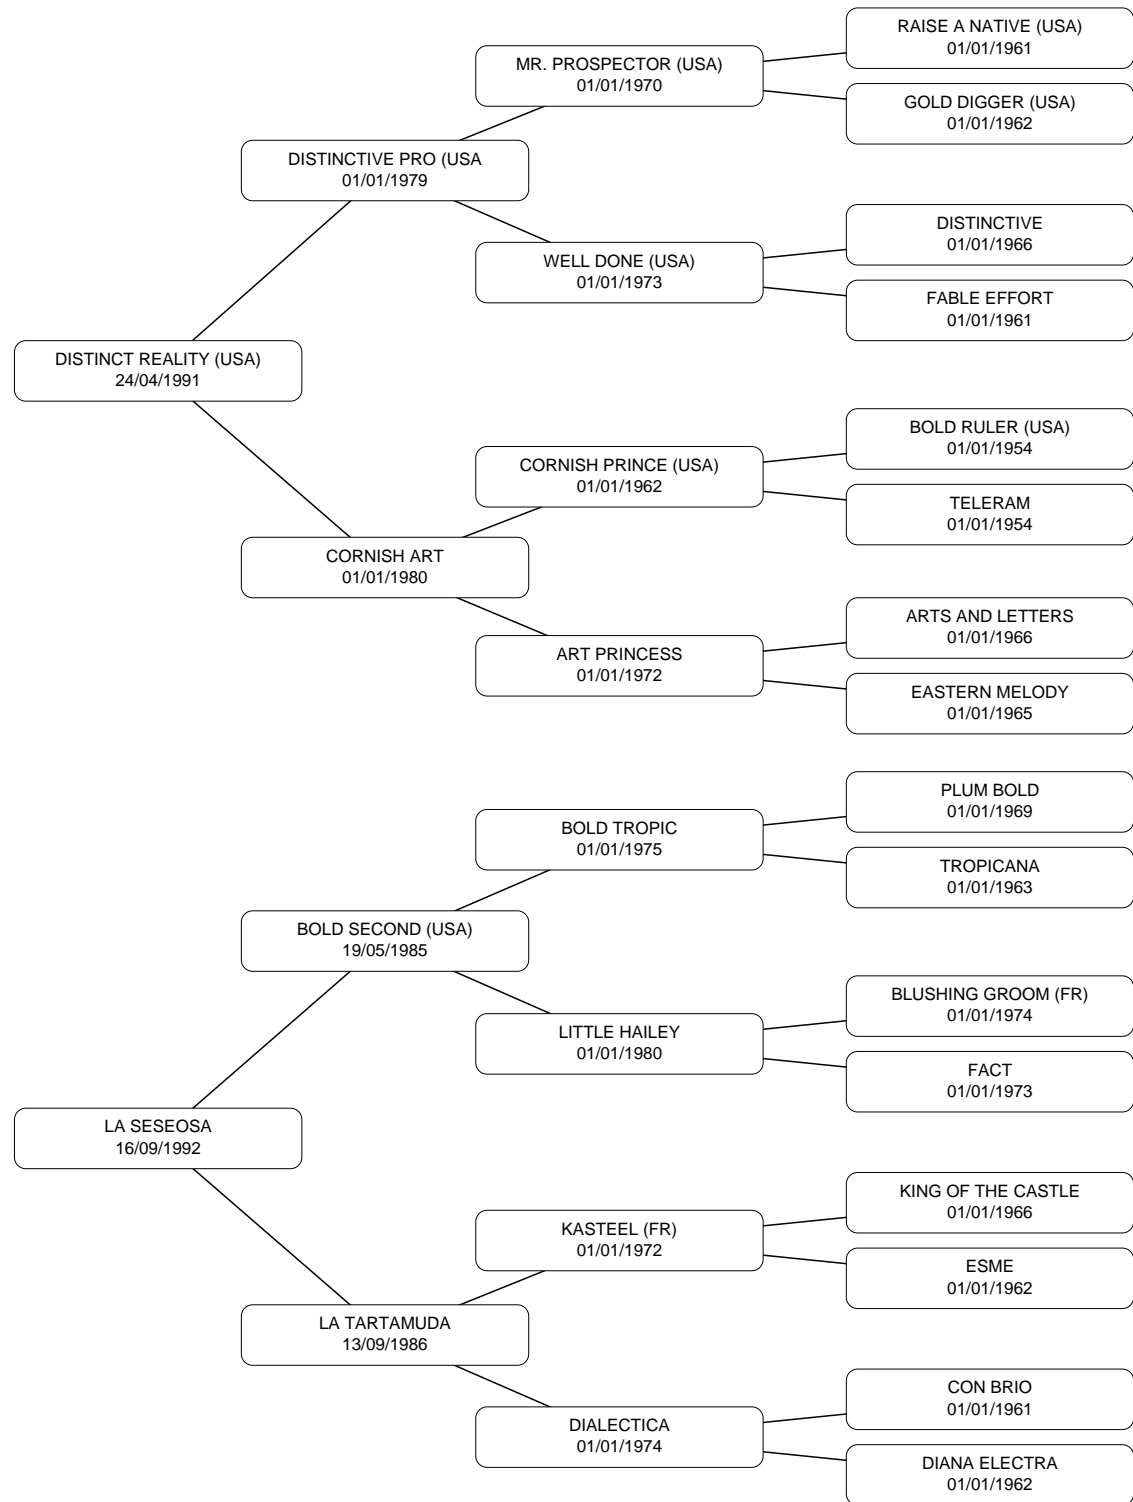 RAISE A NATIVE (USA)
01/01/1961
MR. PROSPECTOR (USA)
01/01/1970
GOLD DIGGER (USA)
01/01/1962
DISTINCTIVE PRO (USA
01/01/1979
DISTINCTIVE
01/01/1966
WELL DONE (USA)
01/01/1973
FABLE EFFORT
01/01/1961
DISTINCT REALITY (USA)
24/04/1991
BOLD RULER (USA)
01/01/1954
CORNISH PRINCE (USA)
01/01/1962
TELERAM
01/01/1954
CORNISH ART
01/01/1980
ARTS AND LETTERS
01/01/1966
ART PRINCESS
01/01/1972
EASTERN MELODY
01/01/1965
PLUM BOLD
01/01/1969
BOLD TROPIC
01/01/1975
TROPICANA
01/01/1963
BOLD SECOND (USA)
19/05/1985
BLUSHING GROOM (FR)
01/01/1974
LITTLE HAILEY
01/01/1980
FACT
01/01/1973
LA SESEOSA
16/09/1992
KING OF THE CASTLE
01/01/1966
KASTEEL (FR)
01/01/1972
ESME
01/01/1962
LA TARTAMUDA
13/09/1986
CON BRIO
01/01/1961
DIALECTICA
01/01/1974
DIANA ELECTRA
01/01/1962